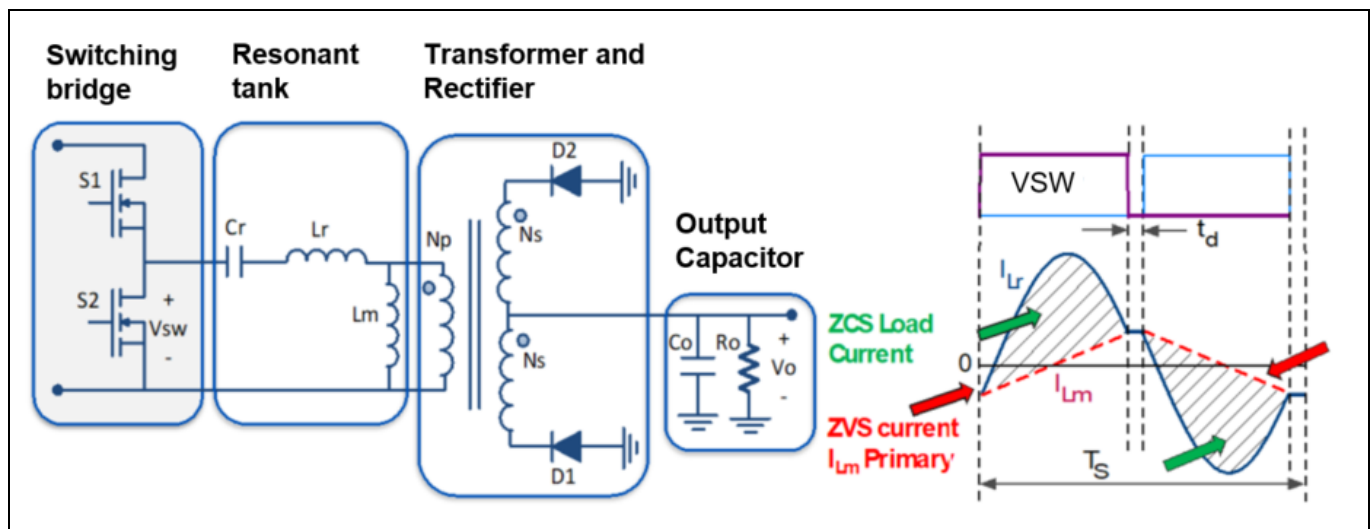 Switching
bridge
Resonant
tank
Transformer and
Rectifier
Output
Capacitor
S1
S2
+
Vsw
-
Cr
Lr
Lm
Np
Ns
Ns
D2
D1
Co
Ro
+
Vo
-
VSW
td
ILr
ZCS Load
Current
0
ILm
ZVS current
ILm Primary
TS